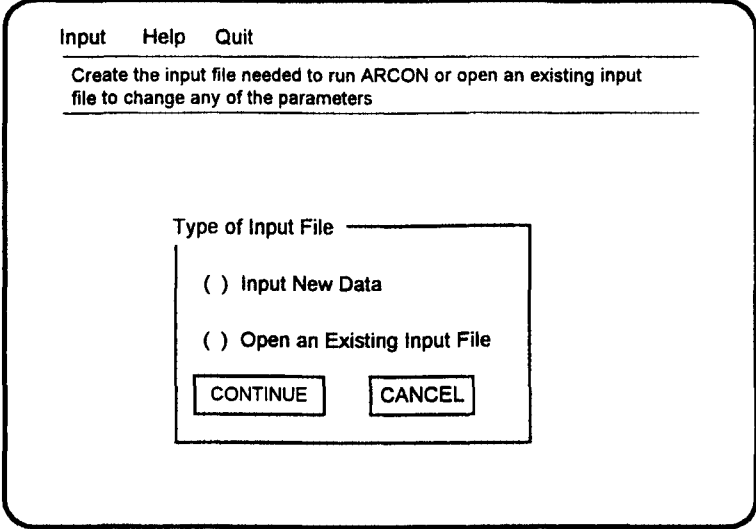 Input Help Quit
Create the input file needed to run ARCON or open an existing input
file to change any of the parameters
Type of Input File
( ) Input New Data
( ) Open an Existing Input File
CONTINUE CANCEL